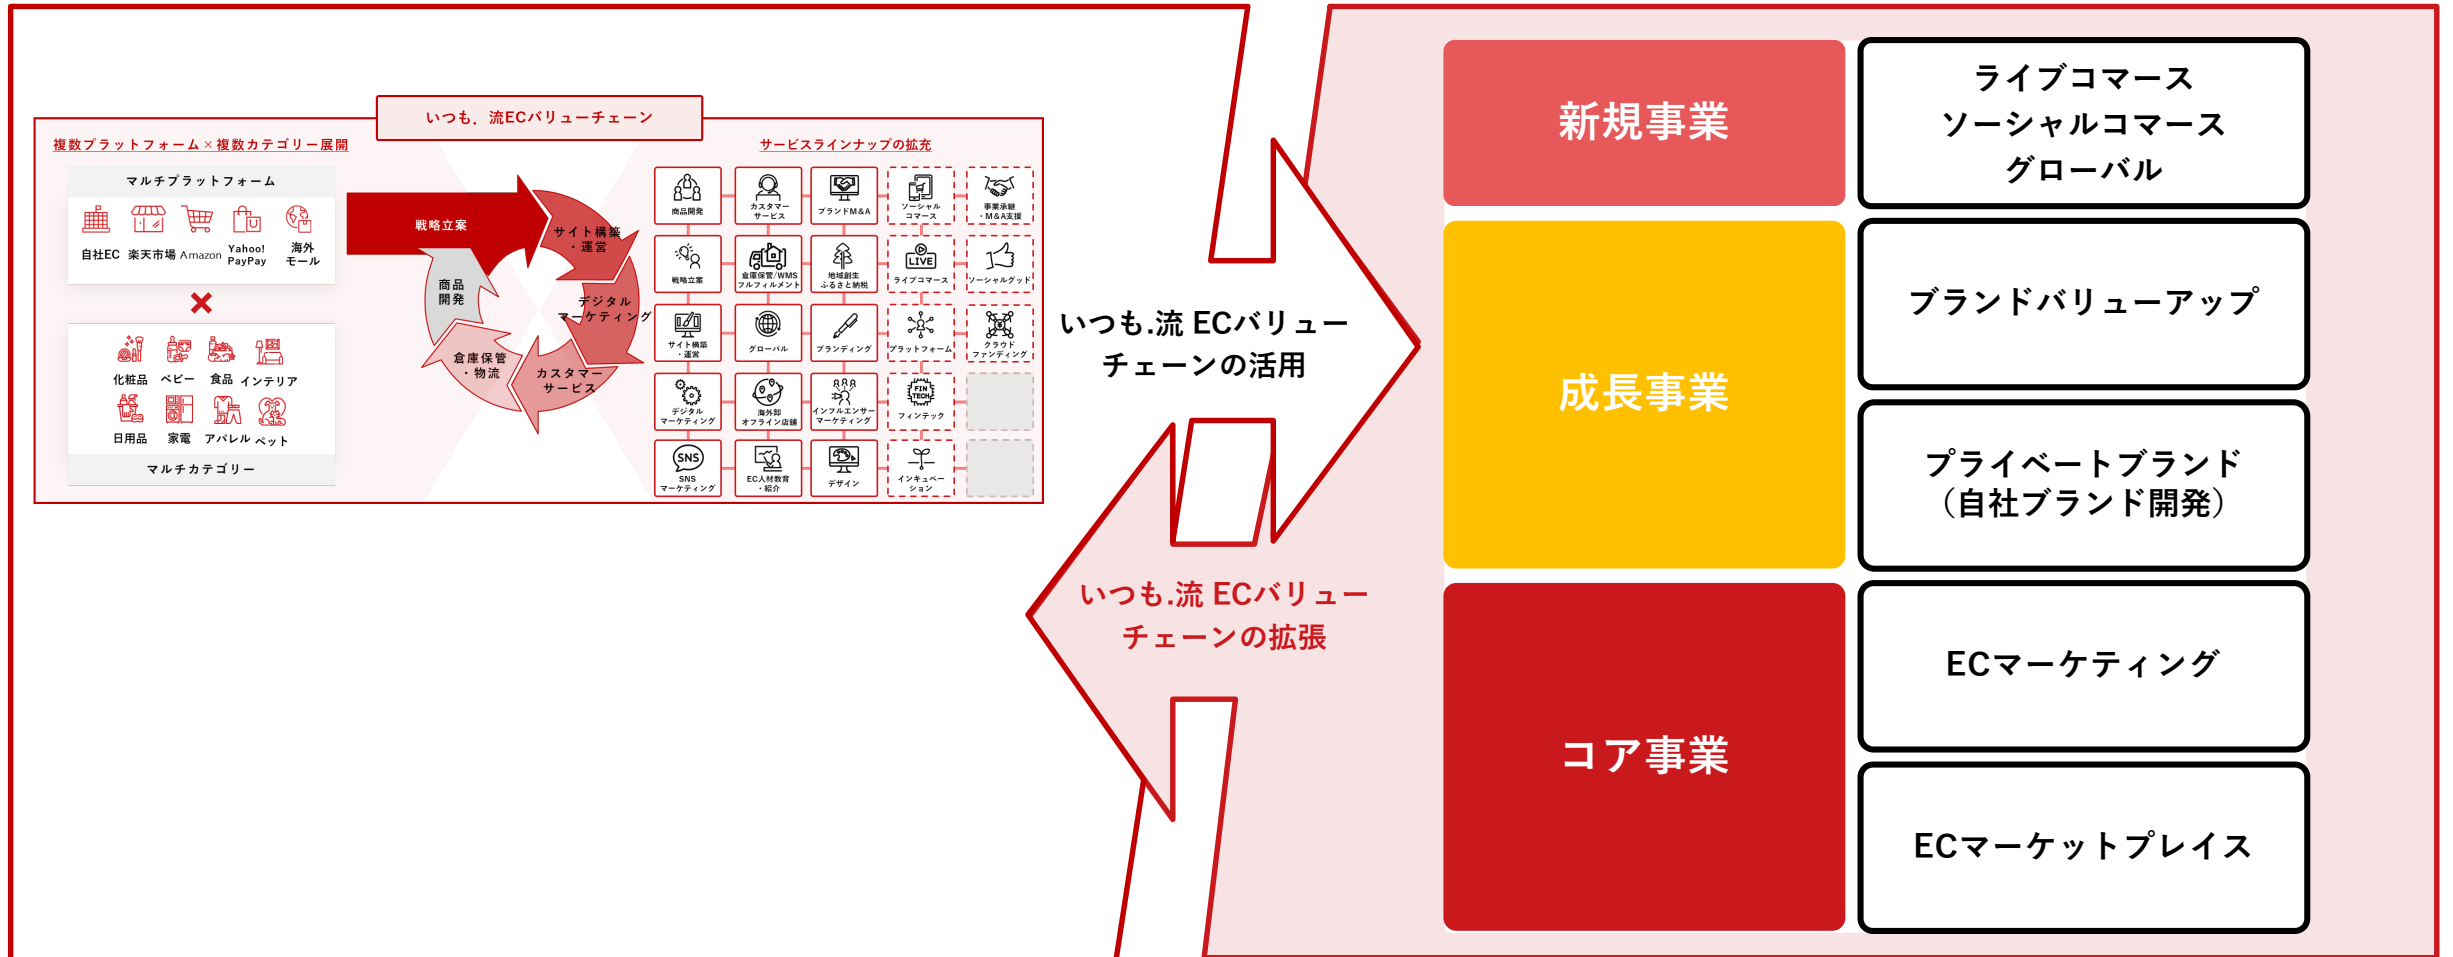 いつも．流ECバリューチェーン
複数プラットフォーム×複数カテゴリー展開
マルチプラットフォーム
自社EC
楽天市場
Amazon
Yahoo!
PayPay
海外
モール
化粧品
ベビー
食品
インテリア
日用品
家電
アパレル
ペット
マルチカテゴリー
戦略立案
サイト構築
・運営
デジタル
マーケティング
カスタマー
サービス
倉庫保管
・物流
商品
開発
サービスラインナップの拡充
商品開発
カスタマー
サービス
ブランドM&A
ソーシャル
コマース
事業承継
・M&A支援
戦略立案
倉庫保管/WMS
フルフィルメント
地域創生
ふるさと納税
LIVE
ライブコマース
ソーシャルグッド
サイト構築
・運営
グローバル
ブランディング
プラットフォーム
クラウド
ファンディング
デジタル
マーケティング
海外卸
オフライン店舗
インフルエンサー
マーケティング
FIN
TECH
フィンテック
SNS
SNS
マーケティング
EC人材教育
・紹介
デザイン
インキュベー
ション
いつも.流 ECバリュー
チェーンの活用
いつも.流 ECバリュー
チェーンの拡張
新規事業
ライブコマース
ソーシャルコマース
グローバル
成長事業
ブランドバリューアップ
プライベートブランド
（自社ブランド開発）
コア事業
ECマーケティング
ECマーケットプレイス